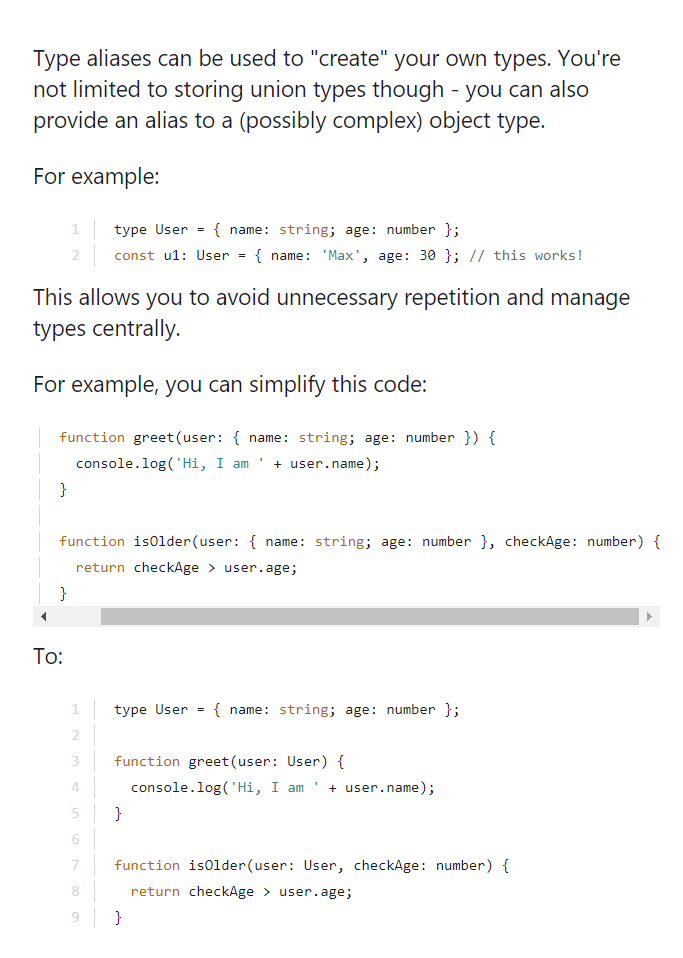 Type aliases can be used to "create" your own types. You're
not limited to storing union types though - you can also
provide an alias to a (possibly complex) object type.
For example:
1 type User = { name: string; age: number };
2 const u1: User = { name: 'Max', age: 30 }; // this works!
This allows you to avoid unnecessary repetition and manage
types centrally.
For example, you can simplify this code:
function greet(user: { name: string; age: number }) {
  console.log('Hi, I am ' + user.name);
}
function isOlder(user: { name: string; age: number }, checkAge: number) {
  return checkAge > user.age;
}
To:
1 type User = { name: string; age: number };
2
3 function greet(user: User) {
4   console.log('Hi, I am ' + user.name);
5 }
6
7 function isOlder(user: User, checkAge: number) {
8   return checkAge > user.age;
9 }